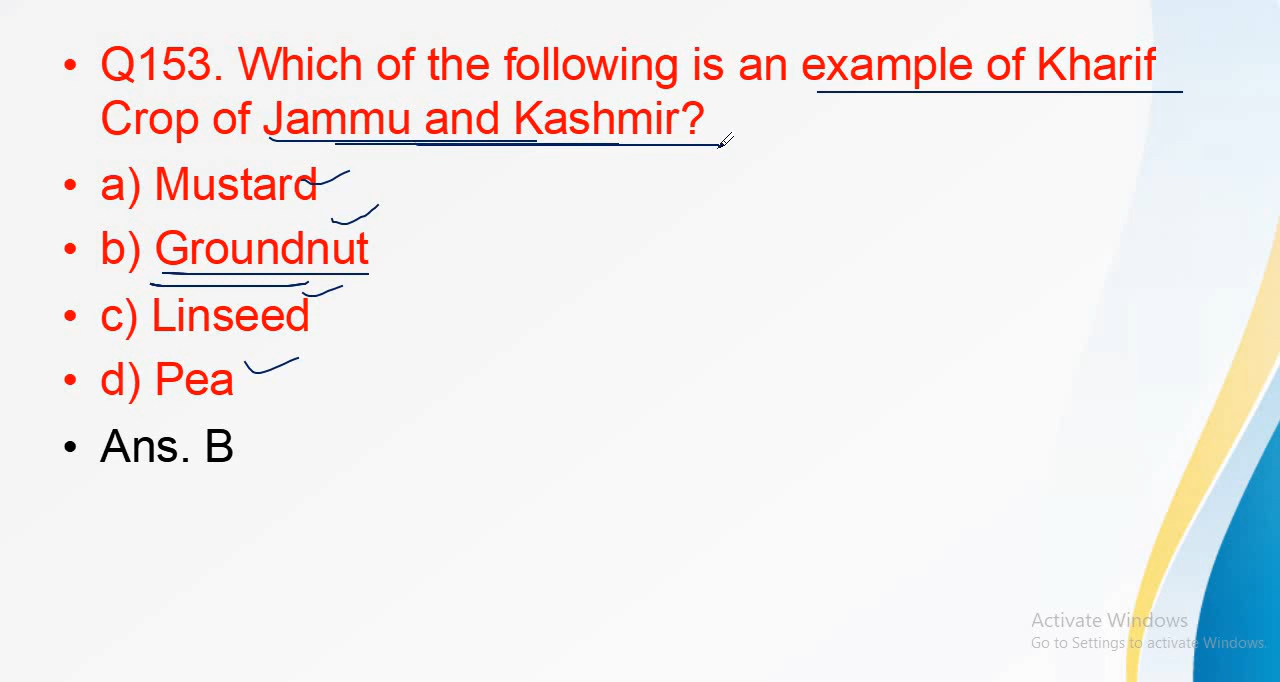 • Q153. Which of the following is an example of Kharif
Crop of Jammu and Kashmir?
• a) Mustard
• b) Groundnut
• c) Linseed
• d) Pea
• Ans. B
Activate Windows
Go to Settings to activate Windows.